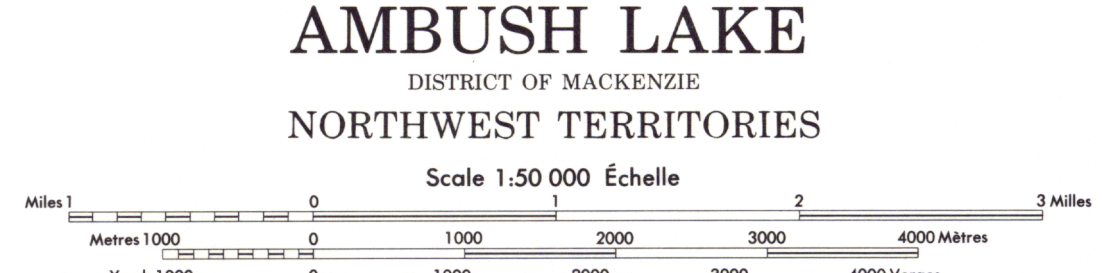 AMBUSH LAKE
DISTRICT OF MACKENZIE
NORTHWEST TERRITORIES
Scale 1:50 000 Échelle
Miles 1 0 1 2 3 Milles
Metres 1000 0 1000 2000 3000 4000 Mètres